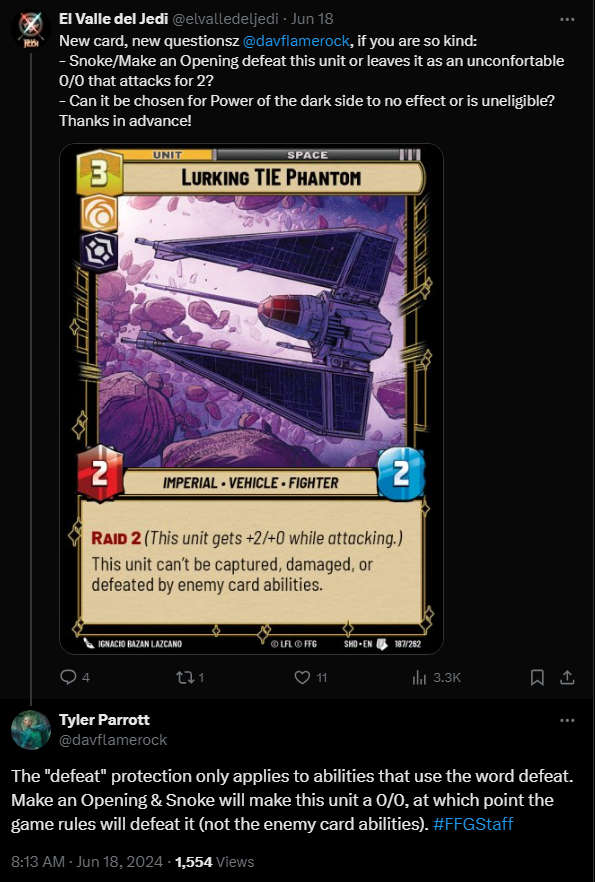 El Valle del Jedi @elvalledeljedi · Jun 18
New card, new questionsz @davflamerock, if you are so kind:
- Snoke/Make an Opening defeat this unit or leaves it as an unconfortable
0/0 that attacks for 2?
- Can it be chosen for Power of the dark side to no effect or is uneligible?
Thanks in advance!
UNIT
SPACE
3
LURKING TIE PHANTOM
2
IMPERIAL • VEHICLE • FIGHTER
2
RAID 2 (This unit gets +2/+0 while attacking.)
This unit can't be captured, damaged, or
defeated by enemy card abilities.
IGNACIO BAZAN LAZCANO
© LFL © FFG
SHD • EN
187/262
4
1
11
3.3K
Tyler Parrott
@davflamerock
The "defeat" protection only applies to abilities that use the word defeat.
Make an Opening & Snoke will make this unit a 0/0, at which point the
game rules will defeat it (not the enemy card abilities). #FFGStaff
8:13 AM · Jun 18, 2024 · 1,554 Views